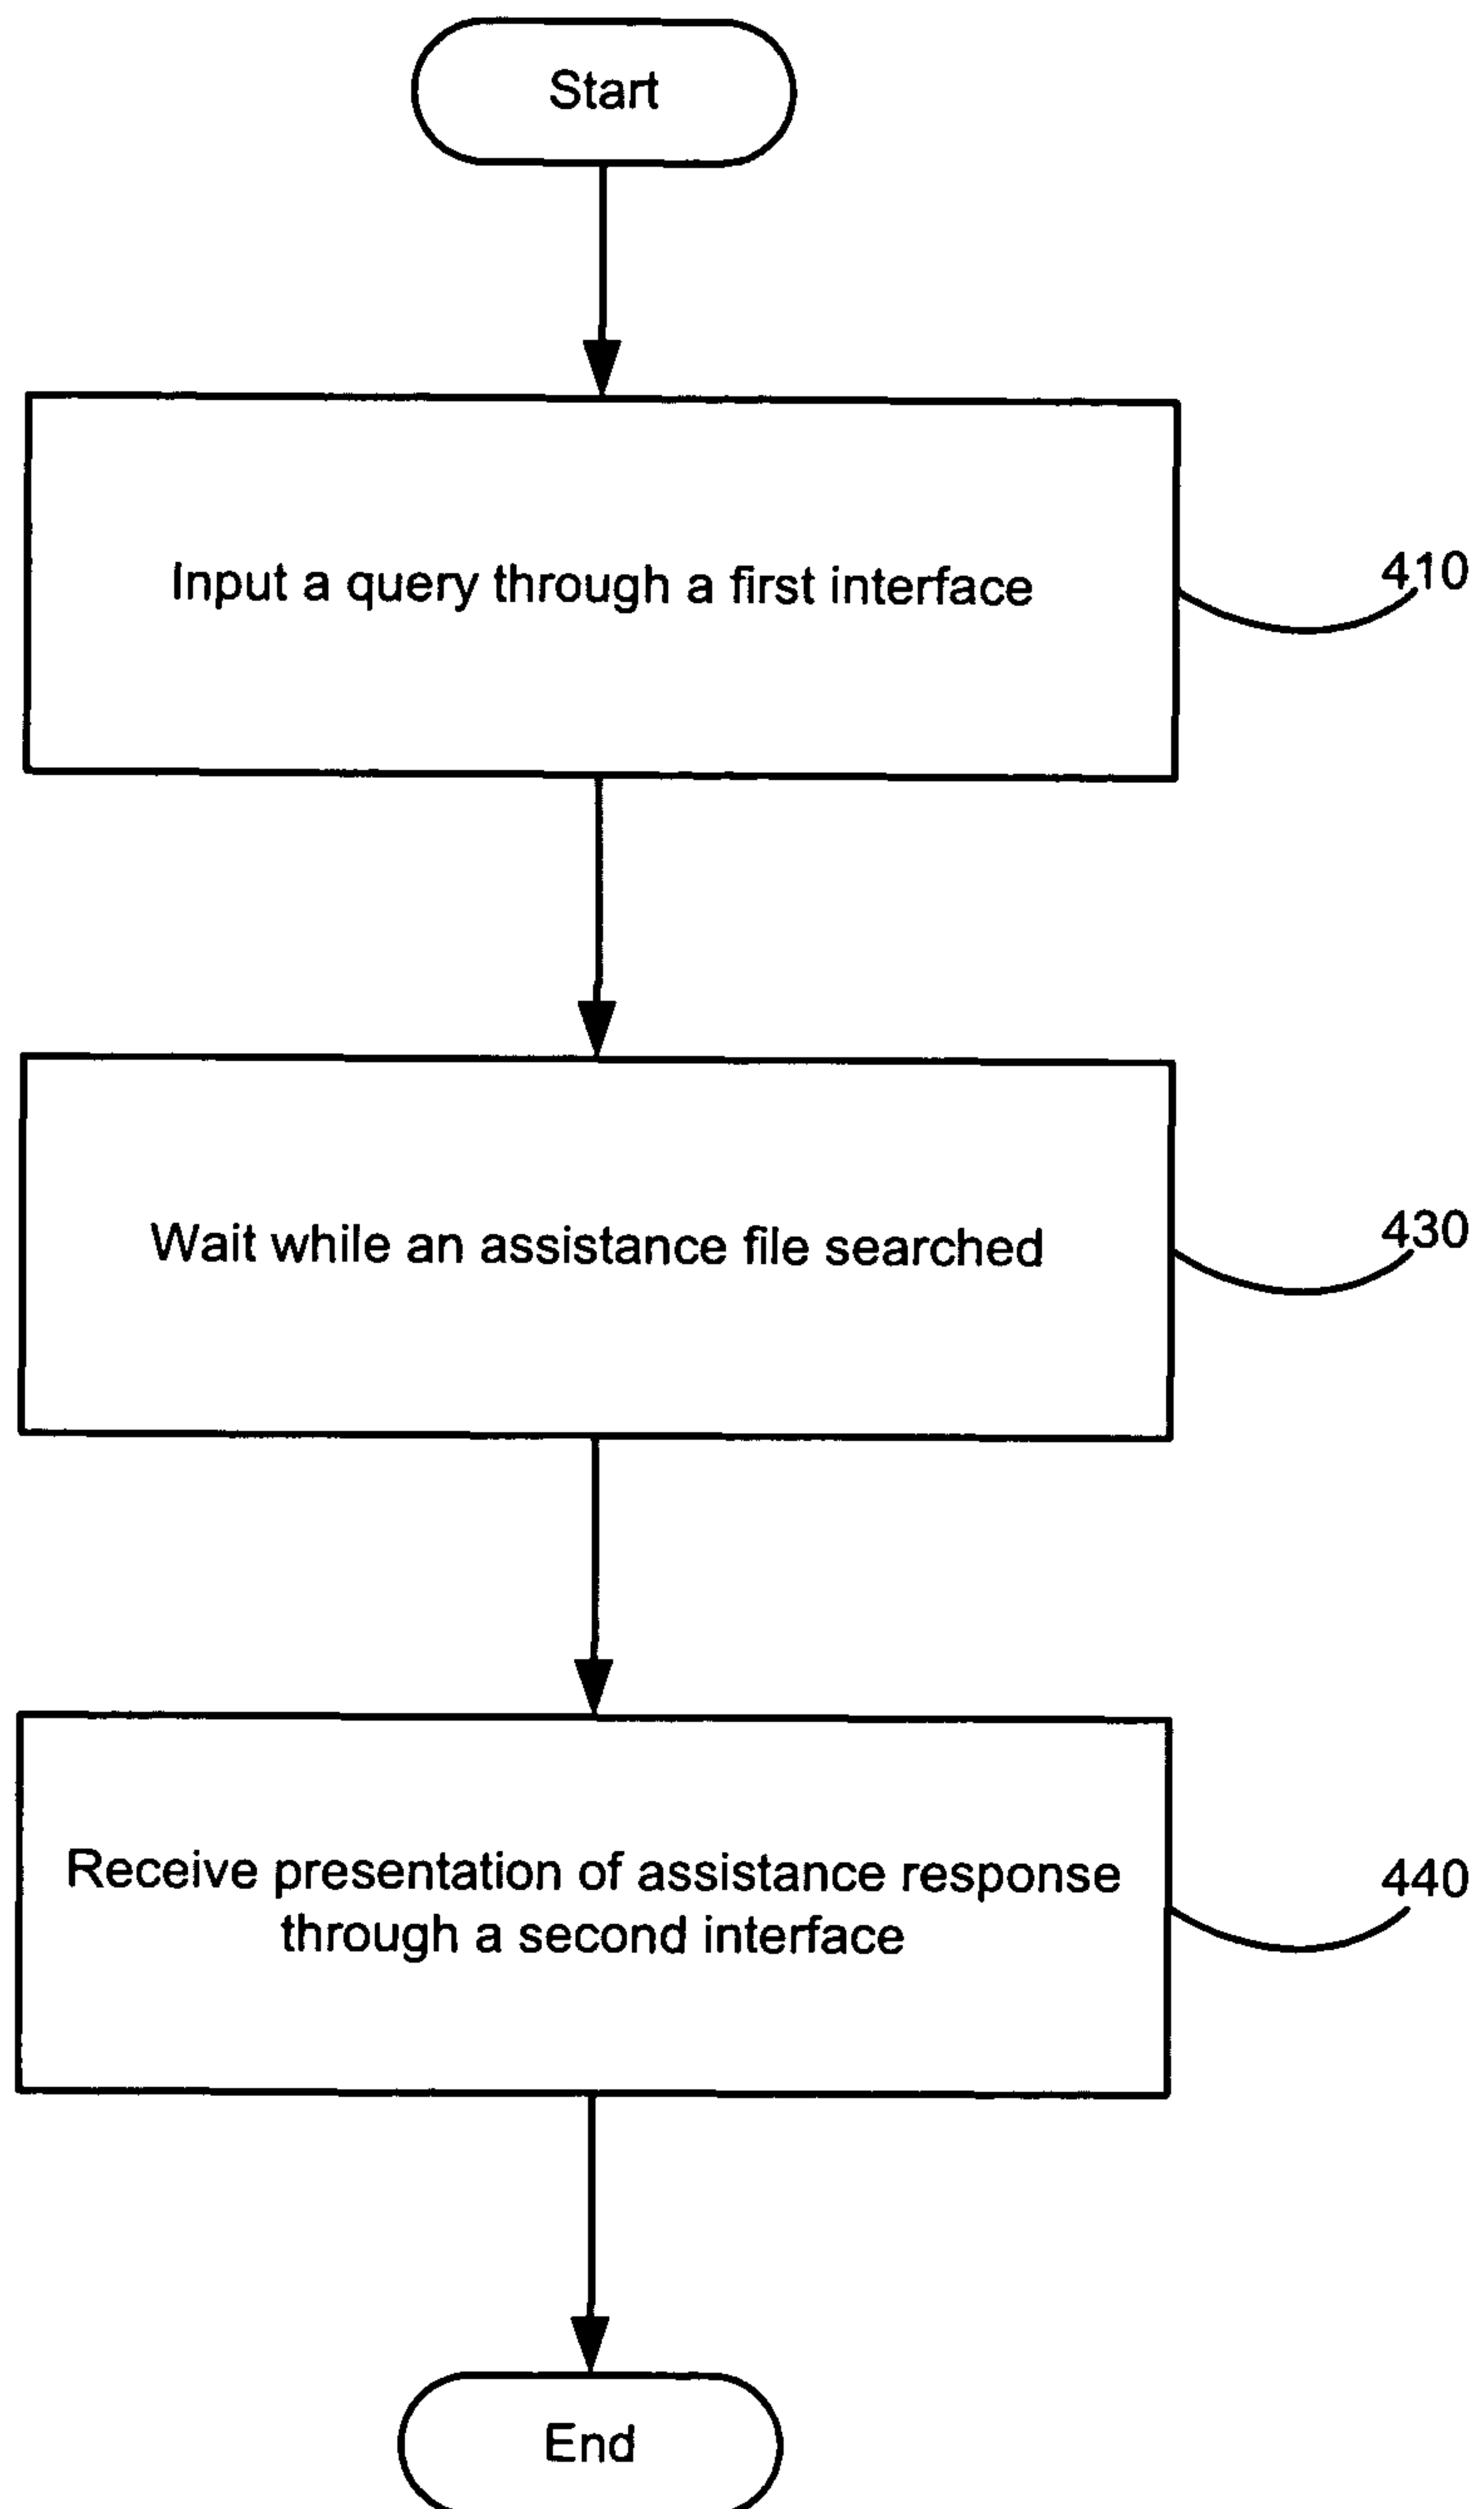 Start
Input a query through a first interface
410
Wait while an assistance file searched
430
Receive presentation of assistance response
through a second interface
440
End